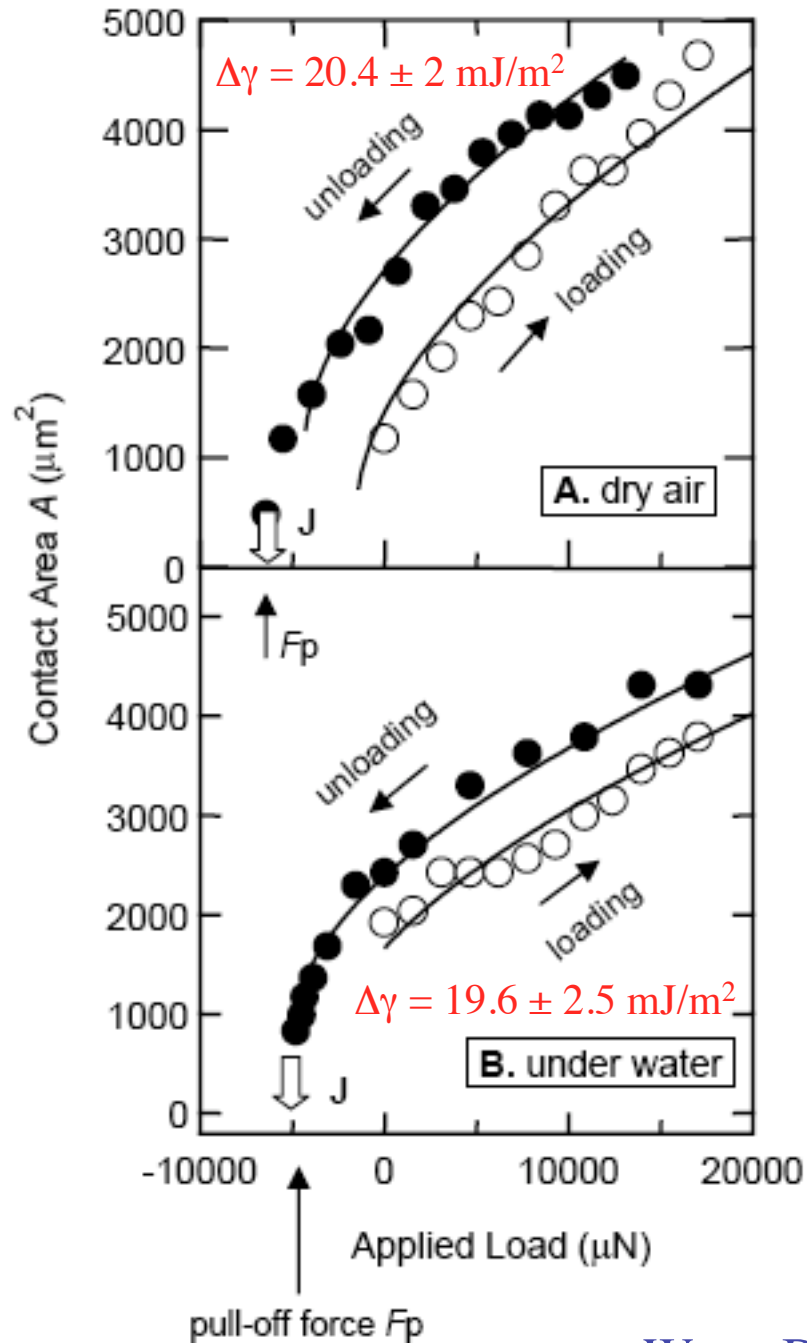 5000
Δγ = 20.4 ± 2 mJ/m²
4000
unloading
3000
loading
2000
1000
A. dry air
J
0
Contact Area A (μm²)
5000
Fp
4000
unloading
3000
2000
loading
1000
Δγ = 19.6 ± 2.5 mJ/m²
B. under water
J
0
-10000 0 10000 20000
Applied Load (μN)
pull-off force Fp